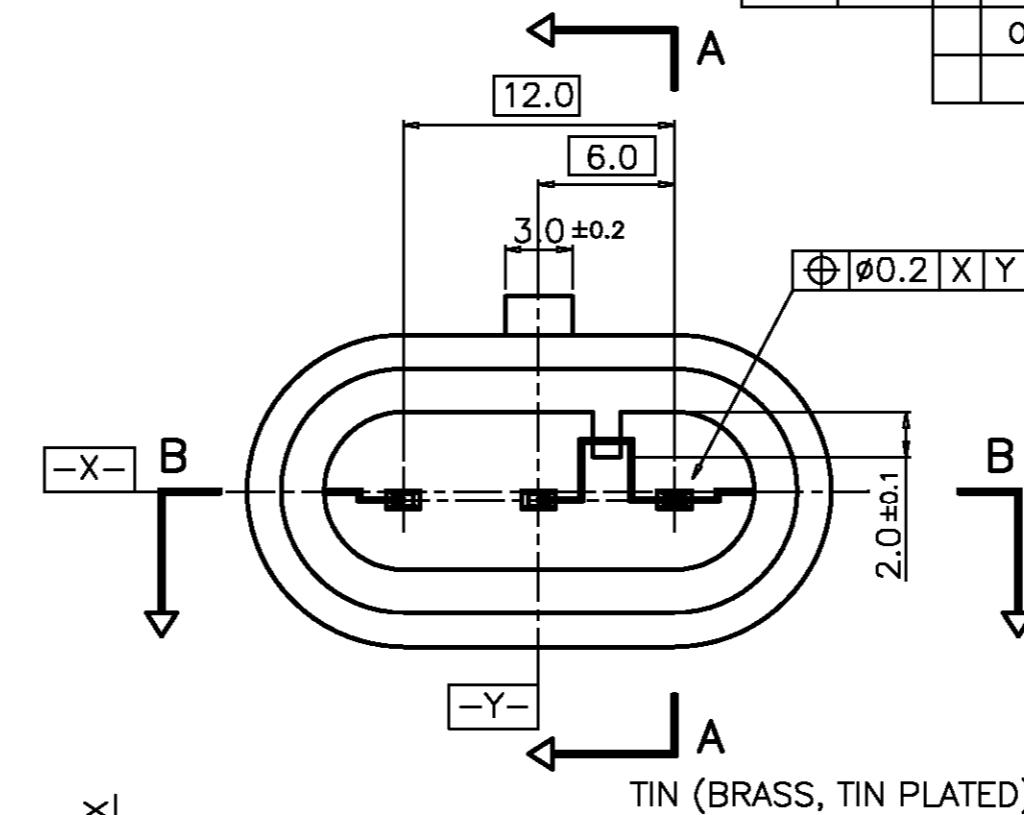 A
12.0
6.0
3.0 ±0.2
⌖ ø0.2 X Y
-X-
B
B
2.0 ±0.1
-Y-
A
TIN (BRASS, TIN PLATED)
X